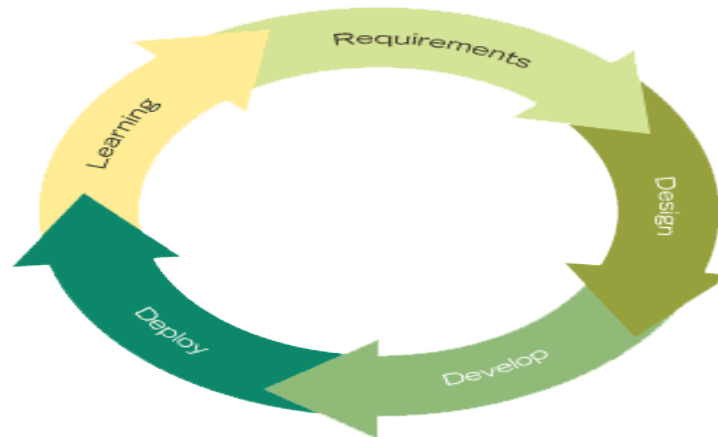 Requirements
Design
Develop
Deploy
Learning